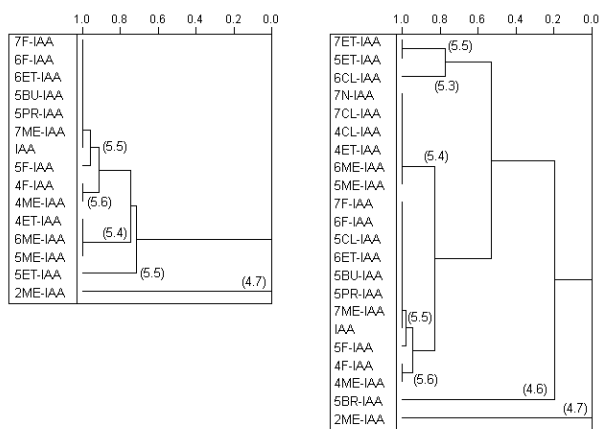 1.0 0.8 0.6 0.4 0.2 0.0
7F-IAA
6F-IAA
6ET-IAA
5BU-IAA
5PR-IAA
7ME-IAA
IAA
(5.5)
5F-IAA
4F-IAA
4ME-IAA
(5.6)
4ET-IAA
6ME-IAA
(5.4)
5ME-IAA
5ET-IAA
(5.5)
2ME-IAA
(4.7)
1.0 0.8 0.6 0.4 0.2 0.0
7ET-IAA
(5.5)
5ET-IAA
6CL-IAA
(5.3)
7N-IAA
7CL-IAA
4CL-IAA
4ET-IAA
(5.4)
6ME-IAA
5ME-IAA
7F-IAA
6F-IAA
5CL-IAA
6ET-IAA
5BU-IAA
5PR-IAA
7ME-IAA
(5.5)
IAA
5F-IAA
4F-IAA
4ME-IAA
(5.6)
5BR-IAA
(4.6)
2ME-IAA
(4.7)